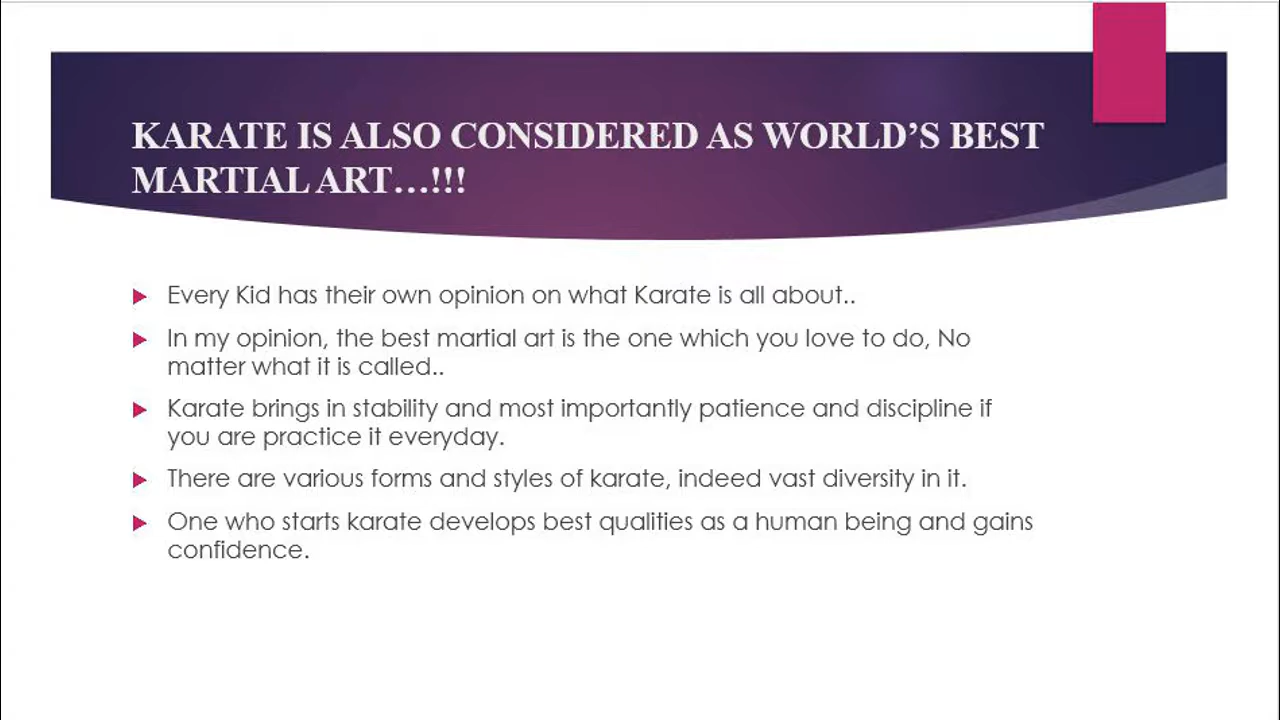 KARATE IS ALSO CONSIDERED AS WORLD’S BEST
MARTIAL ART…!!!
Every Kid has their own opinion on what Karate is all about..
In my opinion, the best martial art is the one which you love to do, No
matter what it is called..
Karate brings in stability and most importantly patience and discipline if
you are practice it everyday.
There are various forms and styles of karate, indeed vast diversity in it.
One who starts karate develops best qualities as a human being and gains
confidence.